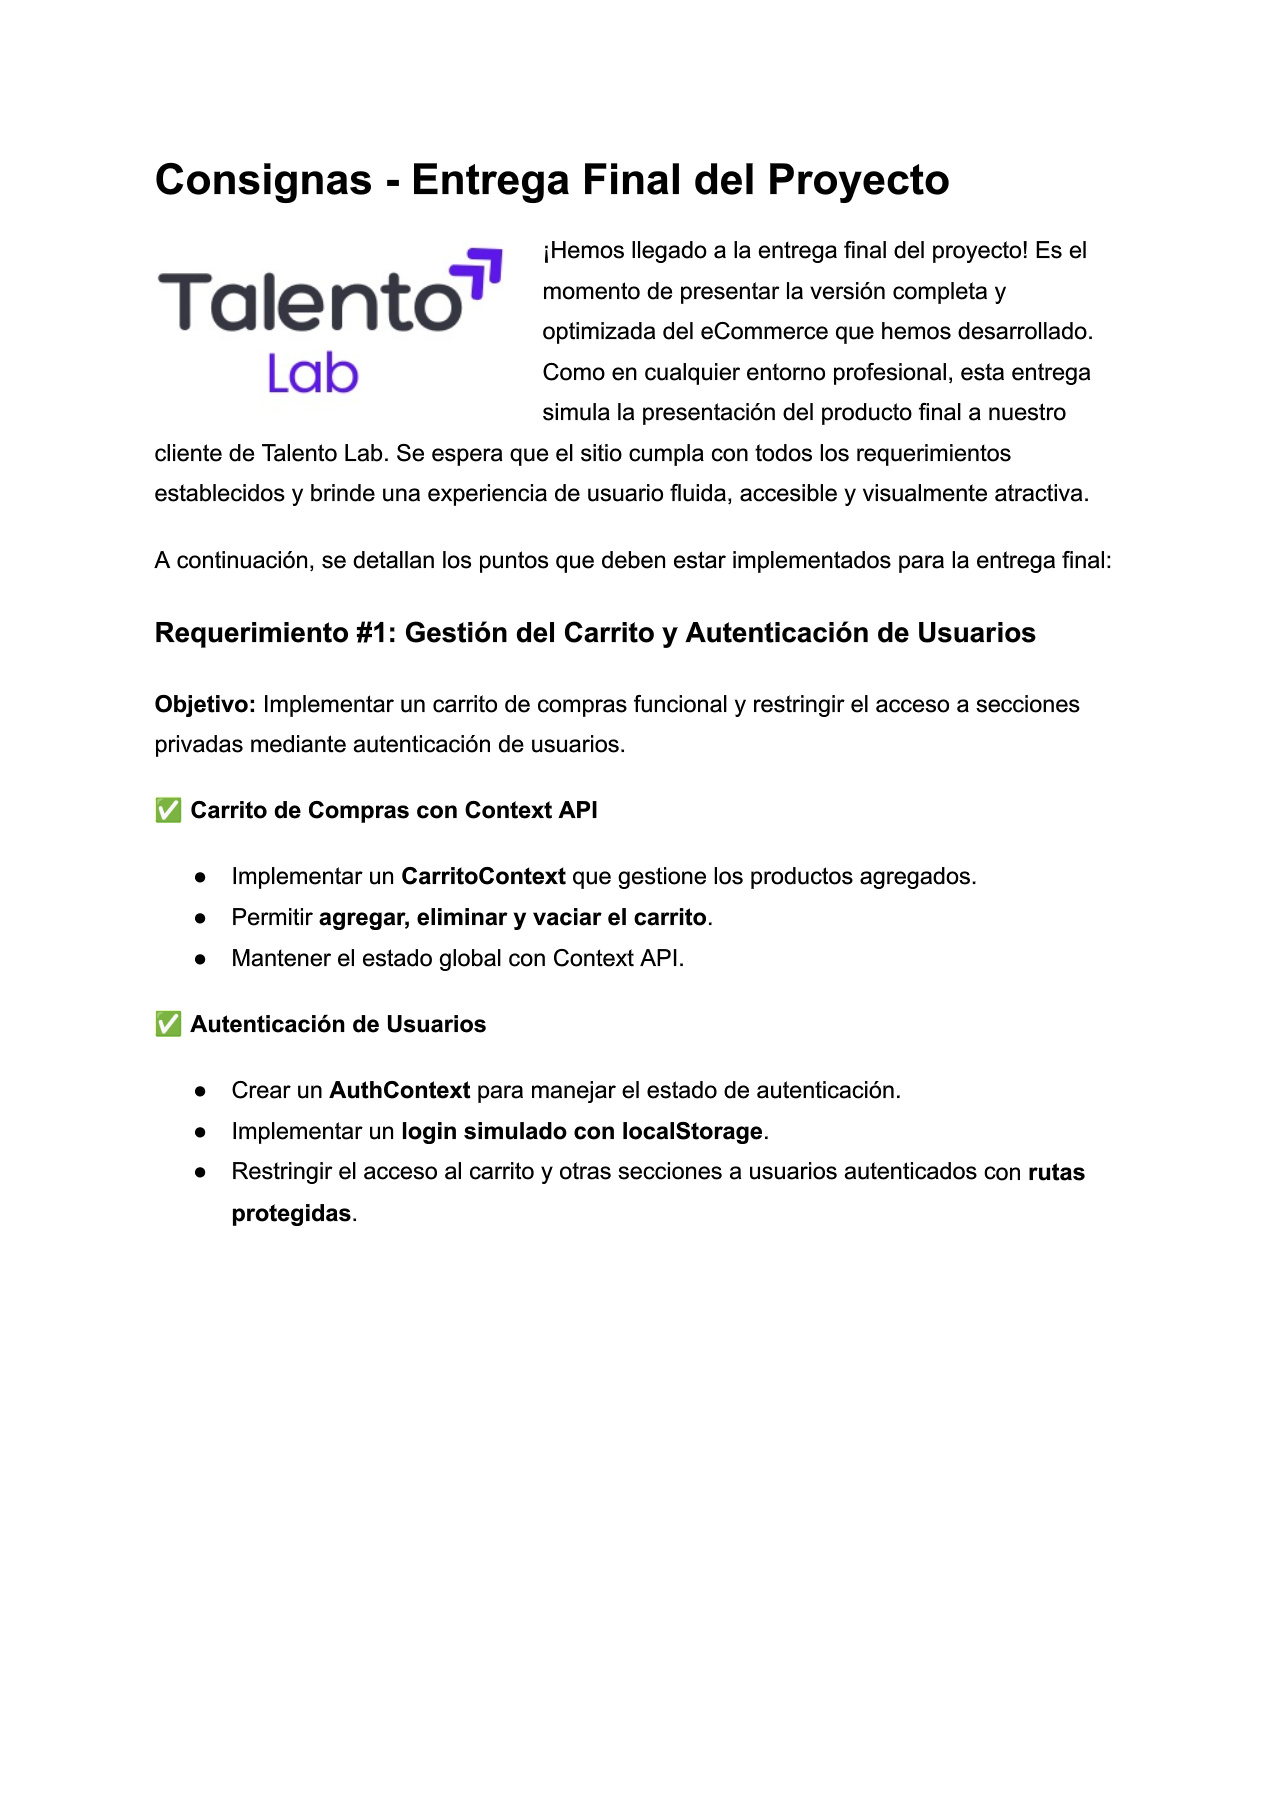 Consignas - Entrega Final del Proyecto
Talento
Lab
¡Hemos llegado a la entrega final del proyecto! Es el
momento de presentar la versión completa y
optimizada del eCommerce que hemos desarrollado.
Como en cualquier entorno profesional, esta entrega
simula la presentación del producto final a nuestro
cliente de Talento Lab. Se espera que el sitio cumpla con todos los requerimientos
establecidos y brinde una experiencia de usuario fluida, accesible y visualmente atractiva.
A continuación, se detallan los puntos que deben estar implementados para la entrega final:
Requerimiento #1: Gestión del Carrito y Autenticación de Usuarios
Objetivo: Implementar un carrito de compras funcional y restringir el acceso a secciones
privadas mediante autenticación de usuarios.
✅ Carrito de Compras con Context API
● Implementar un CarritoContext que gestione los productos agregados.
● Permitir agregar, eliminar y vaciar el carrito.
● Mantener el estado global con Context API.
✅ Autenticación de Usuarios
● Crear un AuthContext para manejar el estado de autenticación.
● Implementar un login simulado con localStorage.
● Restringir el acceso al carrito y otras secciones a usuarios autenticados con rutas
protegidas.